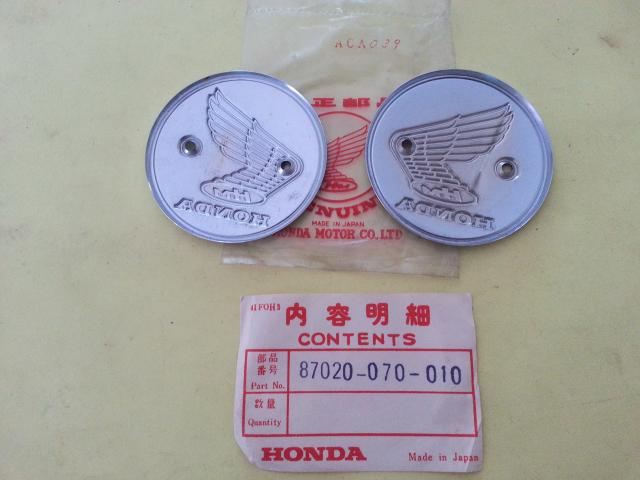 ACA039
正部品
GENUINE
MADE IN JAPAN
HONDA MOTOR CO., LTD
HONDA
HONDA
内容明細
CONTENTS
部品番号
Part No.
87020-070-010
数量
Quantity
HONDA
Made in Japan